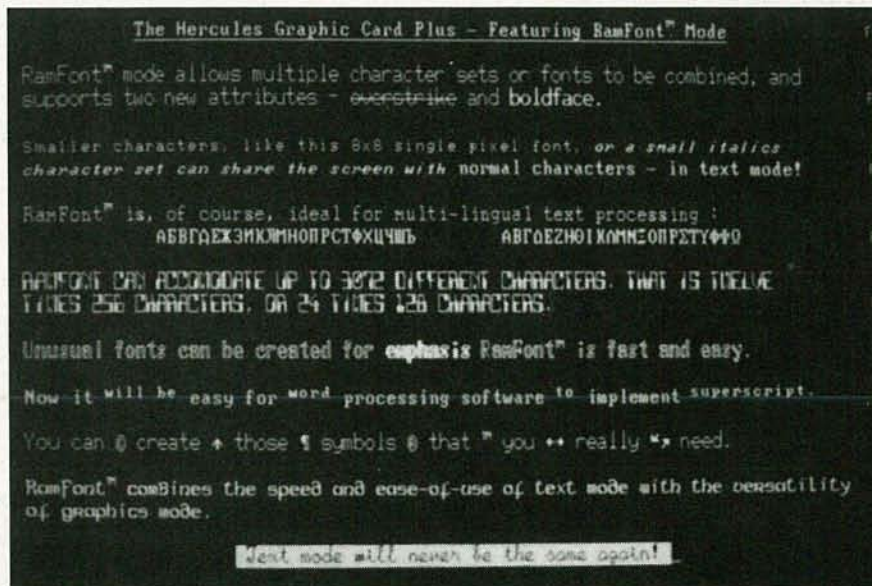 The Hercules Graphic Card Plus - Featuring RamFont™ Mode
RamFont™ mode allows multiple character sets or fonts to be combined, and
supports two new attributes - overstrike and boldface.
Smaller characters, like this 8x8 single pixel font, or a small italics
character set can share the screen with normal characters - in text mode!
RamFont™ is, of course, ideal for multi-lingual text processing :
АБВГДЕЖЗИКЛМНОПРСТФХЦЧШЪ ΑΒΓΔΕΖΗΘΙΚΛΜΝΞΟΠΡΣΤΥΦΨΩ
RAMFONT CAN ACCOMODATE UP TO 3072 DIFFERENT CHARACTERS. THAT IS TWELVE
TIMES 256 CHARACTERS, OR 24 TIMES 128 CHARACTERS.
Unusual fonts can be created for emphasis RamFont™ is fast and easy.
Now it will be easy for word processing software to implement superscript.
You can @ create ↑ those ¶ symbols @ that ™ you ↔ really need.
RamFont™ comBines the speed and ease-of-use of text mode with the versatility
of graphics mode.
Text mode will never be the same again!